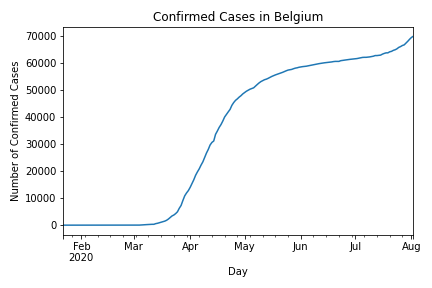 Confirmed Cases in Belgium
70000
60000
50000
40000
30000
20000
10000
0
Number of Confirmed Cases
Feb Mar Apr May Jun Jul Aug
2020
Day